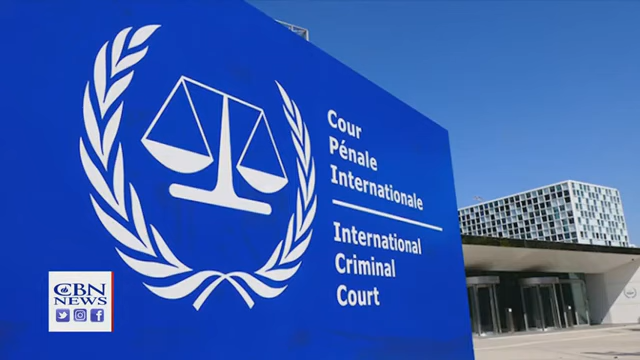 Cour
Pénale
Internationale
International
Criminal
Court
CBN
NEWS